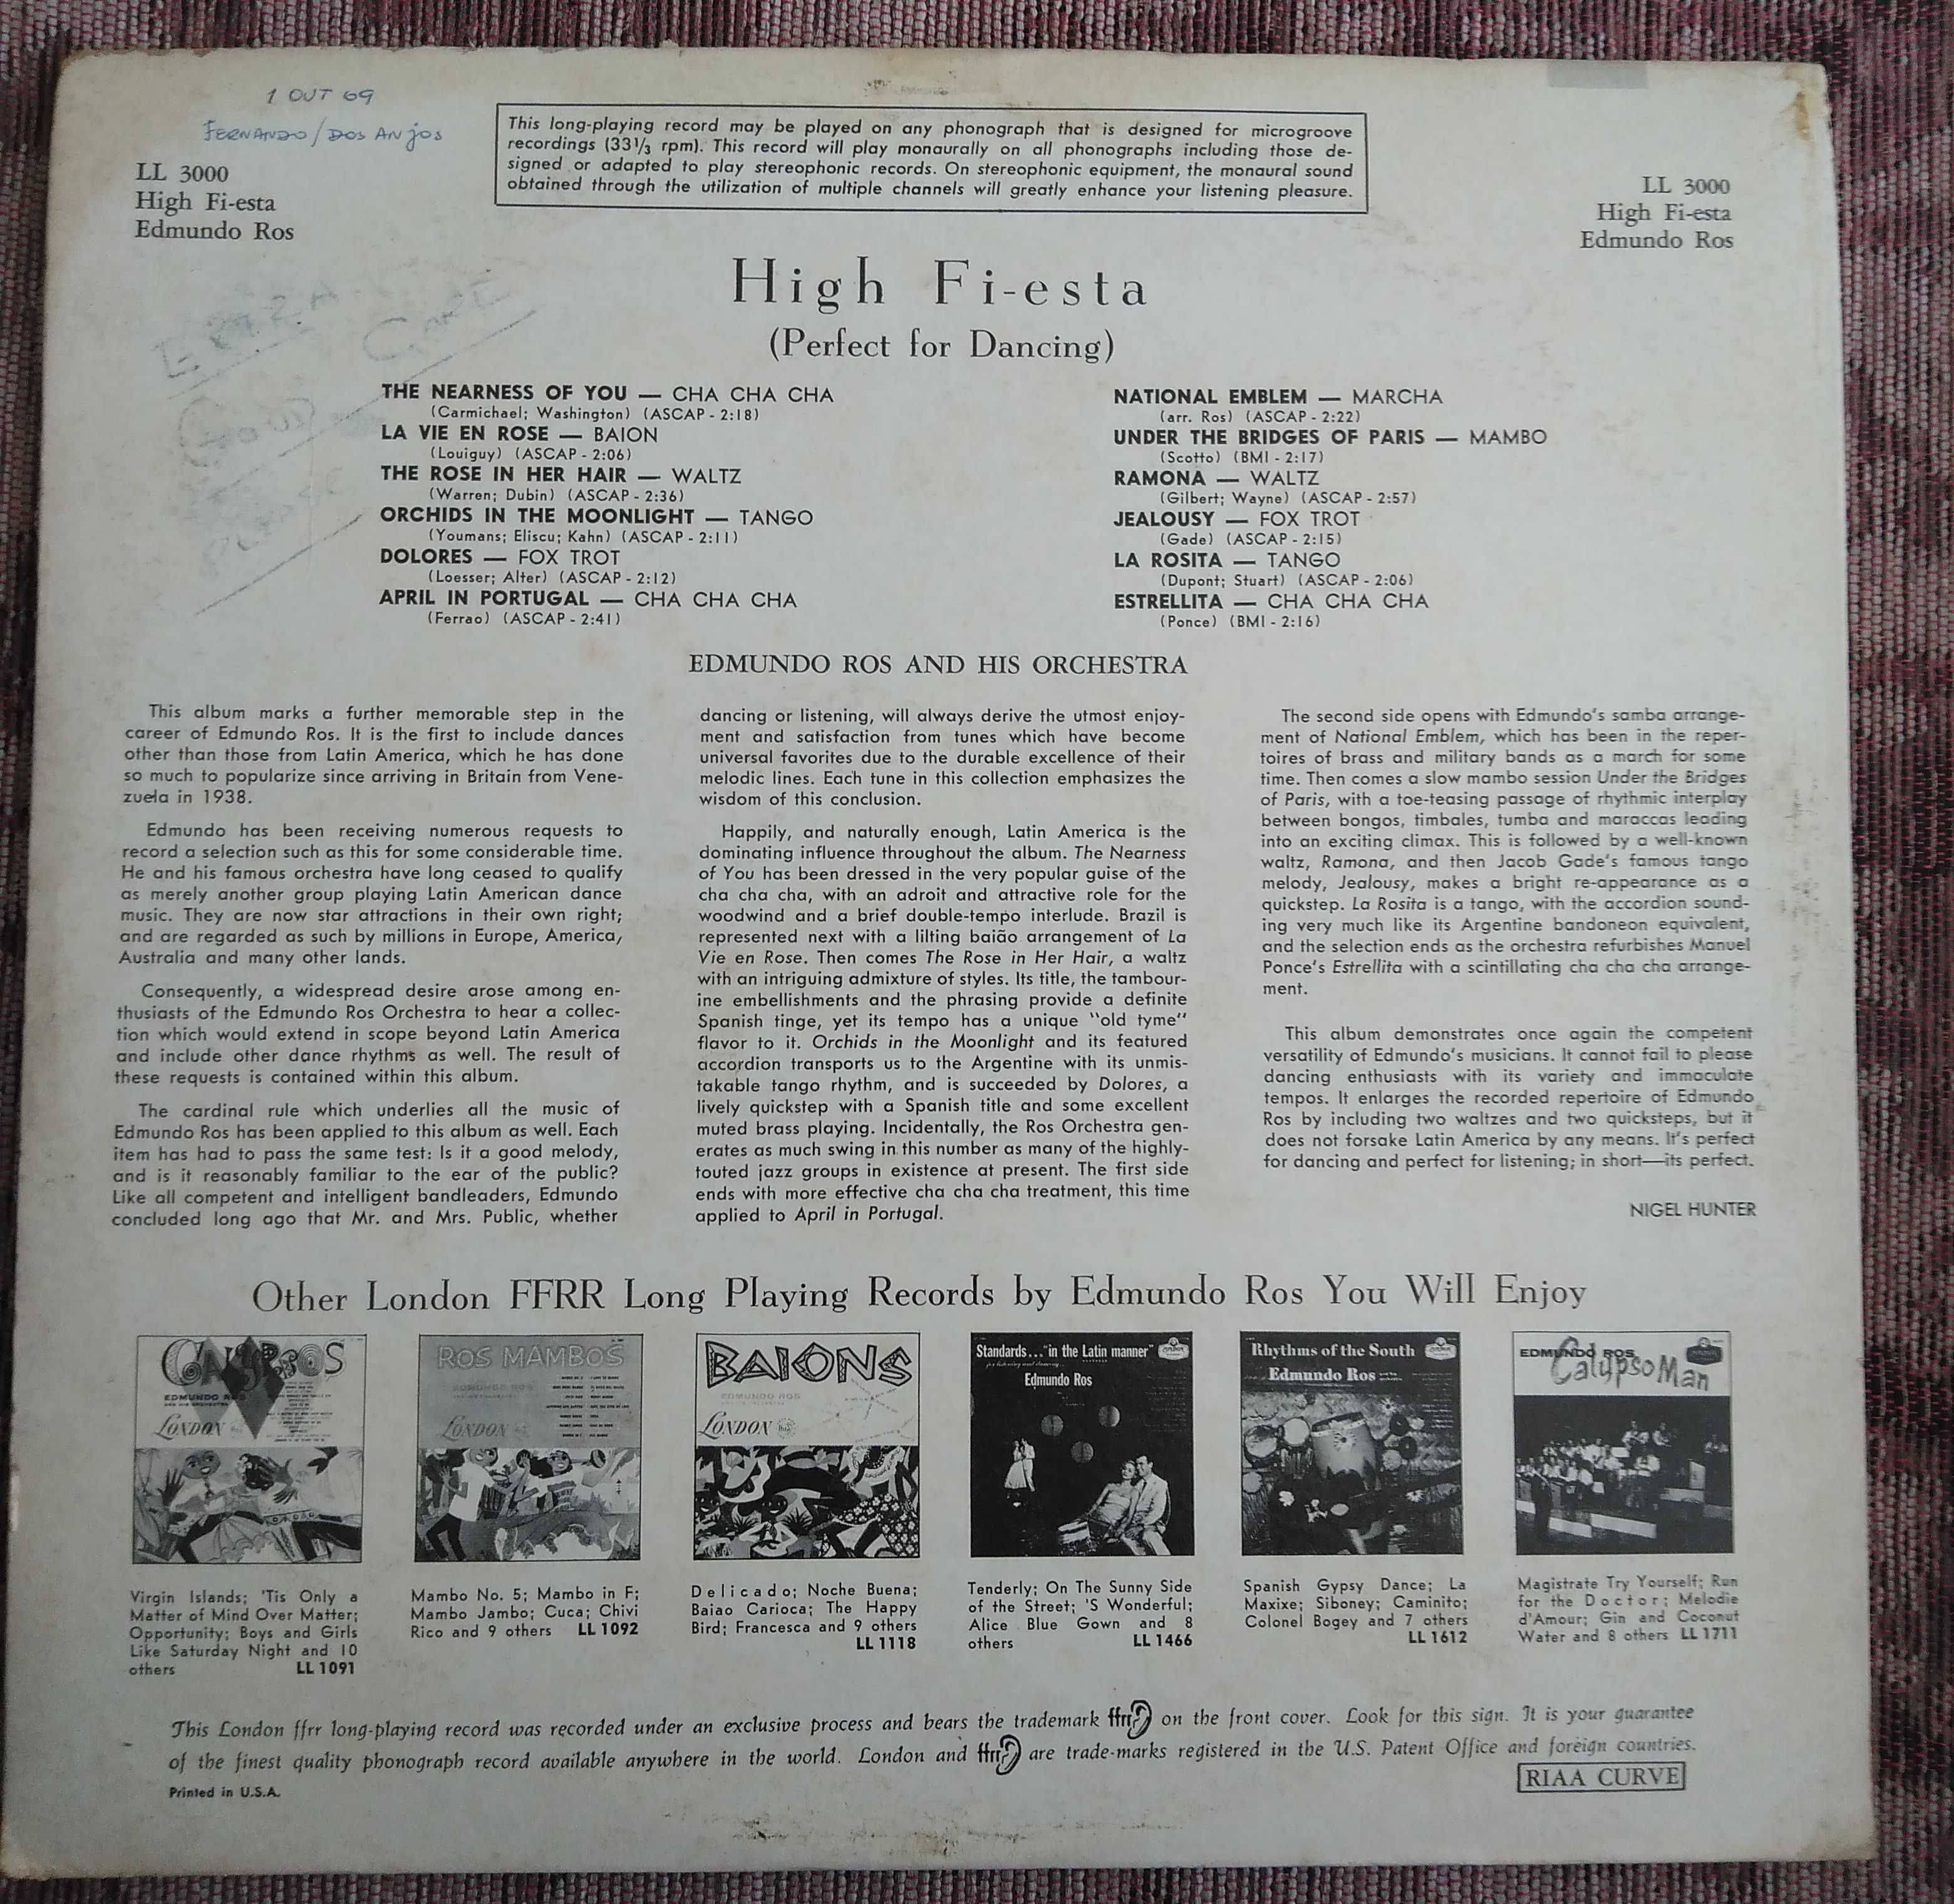 1 OUT 69
FERNANDO/DOS ANjos
LL 3000
High Fi-esta
Edmundo Ros
This long-playing record may be played on any phonograph that is designed for microgroove
recordings (33 1/3 rpm). This record will play monaurally on all phonographs including those de-
signed or adapted to play stereophonic records. On stereophonic equipment, the monaural sound
obtained through the utilization of multiple channels will greatly enhance your listening pleasure.
LL 3000
High Fi-esta
Edmundo Ros
High Fi-esta
(Perfect for Dancing)
THE NEARNESS OF YOU — CHA CHA CHA
(Carmichael; Washington) (ASCAP - 2:18)
LA VIE EN ROSE — BAION
(Louiguy) (ASCAP - 2:06)
THE ROSE IN HER HAIR — WALTZ
(Warren; Dubin) (ASCAP - 2:36)
ORCHIDS IN THE MOONLIGHT — TANGO
(Youmans; Eliscu; Kahn) (ASCAP - 2:11)
DOLORES — FOX TROT
(Loesser; Alter) (ASCAP - 2:12)
APRIL IN PORTUGAL — CHA CHA CHA
(Ferrao) (ASCAP - 2:41)
NATIONAL EMBLEM — MARCHA
(arr. Ros) (ASCAP - 2:22)
UNDER THE BRIDGES OF PARIS — MAMBO
(Scotto) (BMI - 2:17)
RAMONA — WALTZ
(Gilbert; Wayne) (ASCAP - 2:57)
JEALOUSY — FOX TROT
(Gade) (ASCAP - 2:15)
LA ROSITA — TANGO
(Dupont; Stuart) (ASCAP - 2:06)
ESTRELLITA — CHA CHA CHA
(Ponce) (BMI - 2:16)
EDMUNDO ROS AND HIS ORCHESTRA
This album marks a further memorable step in the
career of Edmundo Ros. It is the first to include dances
other than those from Latin America, which he has done
so much to popularize since arriving in Britain from Vene-
zuela in 1938.
Edmundo has been receiving numerous requests to
record a selection such as this for some considerable time.
He and his famous orchestra have long ceased to qualify
as merely another group playing Latin American dance
music. They are now star attractions in their own right;
and are regarded as such by millions in Europe, America,
Australia and many other lands.
Consequently, a widespread desire arose among en-
thusiasts of the Edmundo Ros Orchestra to hear a collec-
tion which would extend in scope beyond Latin America
and include other dance rhythms as well. The result of
these requests is contained within this album.
The cardinal rule which underlies all the music of
Edmundo Ros has been applied to this album as well. Each
item has had to pass the same test: Is it a good melody,
and is it reasonably familiar to the ear of the public?
Like all competent and intelligent bandleaders, Edmundo
concluded long ago that Mr. and Mrs. Public, whether
dancing or listening, will always derive the utmost enjoy-
ment and satisfaction from tunes which have become
universal favorites due to the durable excellence of their
melodic lines. Each tune in this collection emphasizes the
wisdom of this conclusion.
Happily, and naturally enough, Latin America is the
dominating influence throughout the album. The Nearness
of You has been dressed in the very popular guise of the
cha cha cha, with an adroit and attractive role for the
woodwind and a brief double-tempo interlude. Brazil is
represented next with a lilting baião arrangement of La
Vie en Rose. Then comes The Rose in Her Hair, a waltz
with an intriguing admixture of styles. Its title, the tambour-
ine embellishments and the phrasing provide a definite
Spanish tinge, yet its tempo has a unique "old tyme"
flavor to it. Orchids in the Moonlight and its featured
accordion transports us to the Argentine with its unmis-
takable tango rhythm, and is succeeded by Dolores, a
lively quickstep with a Spanish title and some excellent
muted brass playing. Incidentally, the Ros Orchestra gen-
erates as much swing in this number as many of the highly-
touted jazz groups in existence at present. The first side
ends with more effective cha cha cha treatment, this time
applied to April in Portugal.
The second side opens with Edmundo's samba arrange-
ment of National Emblem, which has been in the reper-
toires of brass and military bands as a march for some
time. Then comes a slow mambo session Under the Bridges
of Paris, with a toe-teasing passage of rhythmic interplay
between bongos, timbales, tumba and maraccas leading
into an exciting climax. This is followed by a well-known
waltz, Ramona, and then Jacob Gade's famous tango
melody, Jealousy, makes a bright re-appearance as a
quickstep. La Rosita is a tango, with the accordion sound-
ing very much like its Argentine bandoneon equivalent,
and the selection ends as the orchestra refurbishes Manuel
Ponce's Estrellita with a scintillating cha cha cha arrange-
ment.
This album demonstrates once again the competent
versatility of Edmundo's musicians. It cannot fail to please
dancing enthusiasts with its variety and immaculate
tempos. It enlarges the recorded repertoire of Edmundo
Ros by including two waltzes and two quicksteps, but it
does not forsake Latin America by any means. It's perfect
for dancing and perfect for listening; in short—its perfect.
NIGEL HUNTER
Other London FFRR Long Playing Records by Edmundo Ros You Will Enjoy
EDMUNDO ROS
LONDON
ROS MAMBOS
EDMUNDO ROS
LONDON
BAIONS
EDMUNDO ROS
LONDON
Standards... "in the Latin manner"
Edmundo Ros
Rhythms of the South
Edmundo Ros
EDMUNDO ROS
Calypso Man
Virgin Islands; 'Tis Only a
Matter of Mind Over Matter;
Opportunity; Boys and Girls
Like Saturday Night and 10
others LL 1091
Mambo No. 5; Mambo in F;
Mambo Jambo; Cuca; Chivi
Rico and 9 others LL 1092
Delicado; Noche Buena;
Baiao Carioca; The Happy
Bird; Francesca and 9 others
LL 1118
Tenderly; On The Sunny Side
of the Street; 'S Wonderful;
Alice Blue Gown and 8
others LL 1466
Spanish Gypsy Dance; La
Maxixe; Siboney; Caminito;
Colonel Bogey and 7 others
LL 1612
Magistrate Try Yourself; Run
for the Doctor; Melodie
d'Amour; Gin and Coconut
Water and 8 others LL 1711
This London ffrr long-playing record was recorded under an exclusive process and bears the trademark ffrr on the front cover. Look for this sign. It is your guarantee
of the finest quality phonograph record available anywhere in the world. London and ffrr are trade-marks registered in the U.S. Patent Office and foreign countries.
Printed in U.S.A.
RIAA CURVE